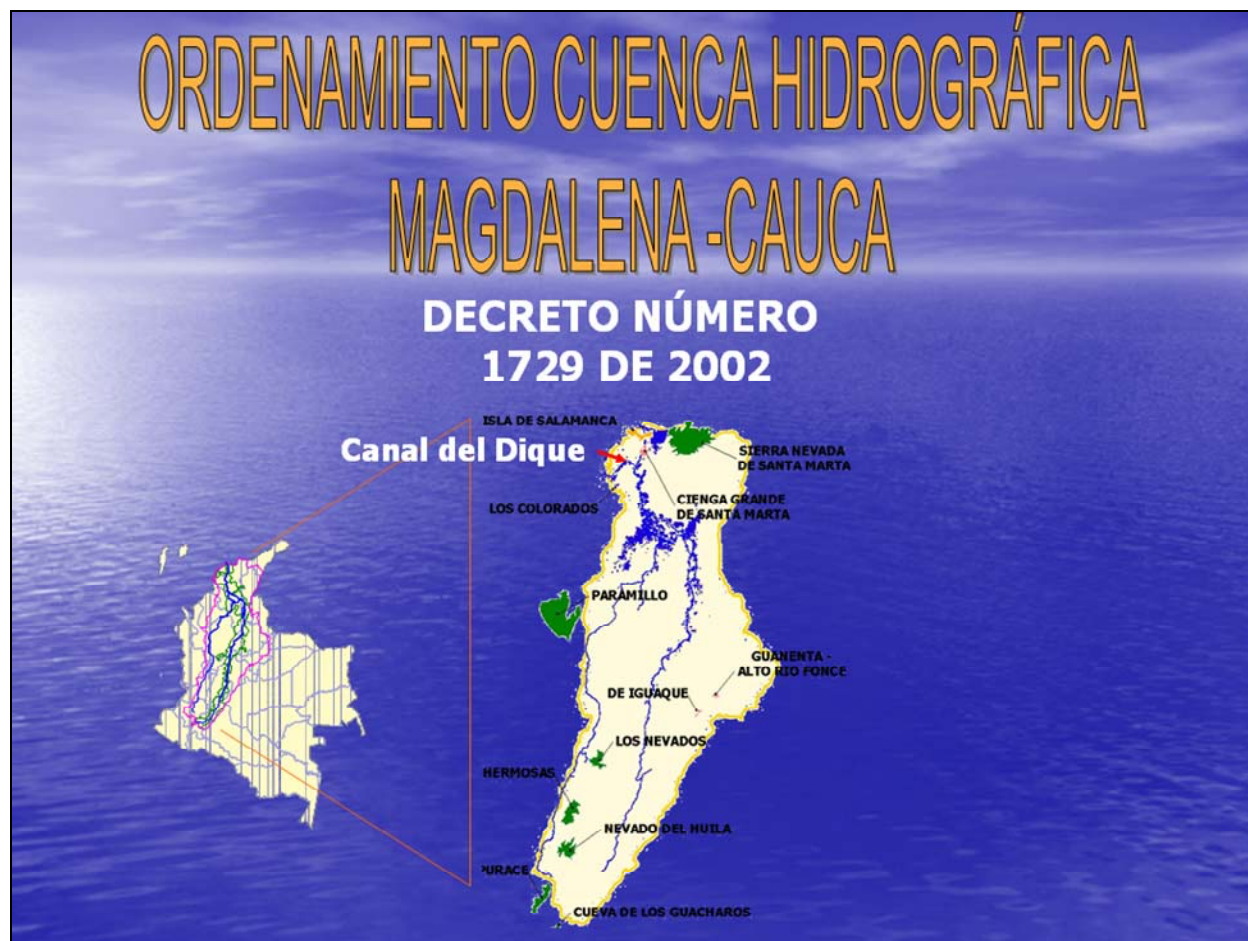 ORDENAMIENTO CUENCA HIDROGRÁFICA
MAGDALENA -CAUCA
DECRETO NÚMERO
1729 DE 2002
ISLA DE SALAMANCA
Canal del Dique
SIERRA NEVADA
DE SANTA MARTA
LOS COLORADOS
CIENGA GRANDE
DE SANTA MARTA
PARAMILLO
GUANENTA -
ALTO RIO FONCE
DE IGUAQUE
LOS NEVADOS
HERMOSAS
NEVADO DEL HUILA
PURACE
CUEVA DE LOS GUACHAROS